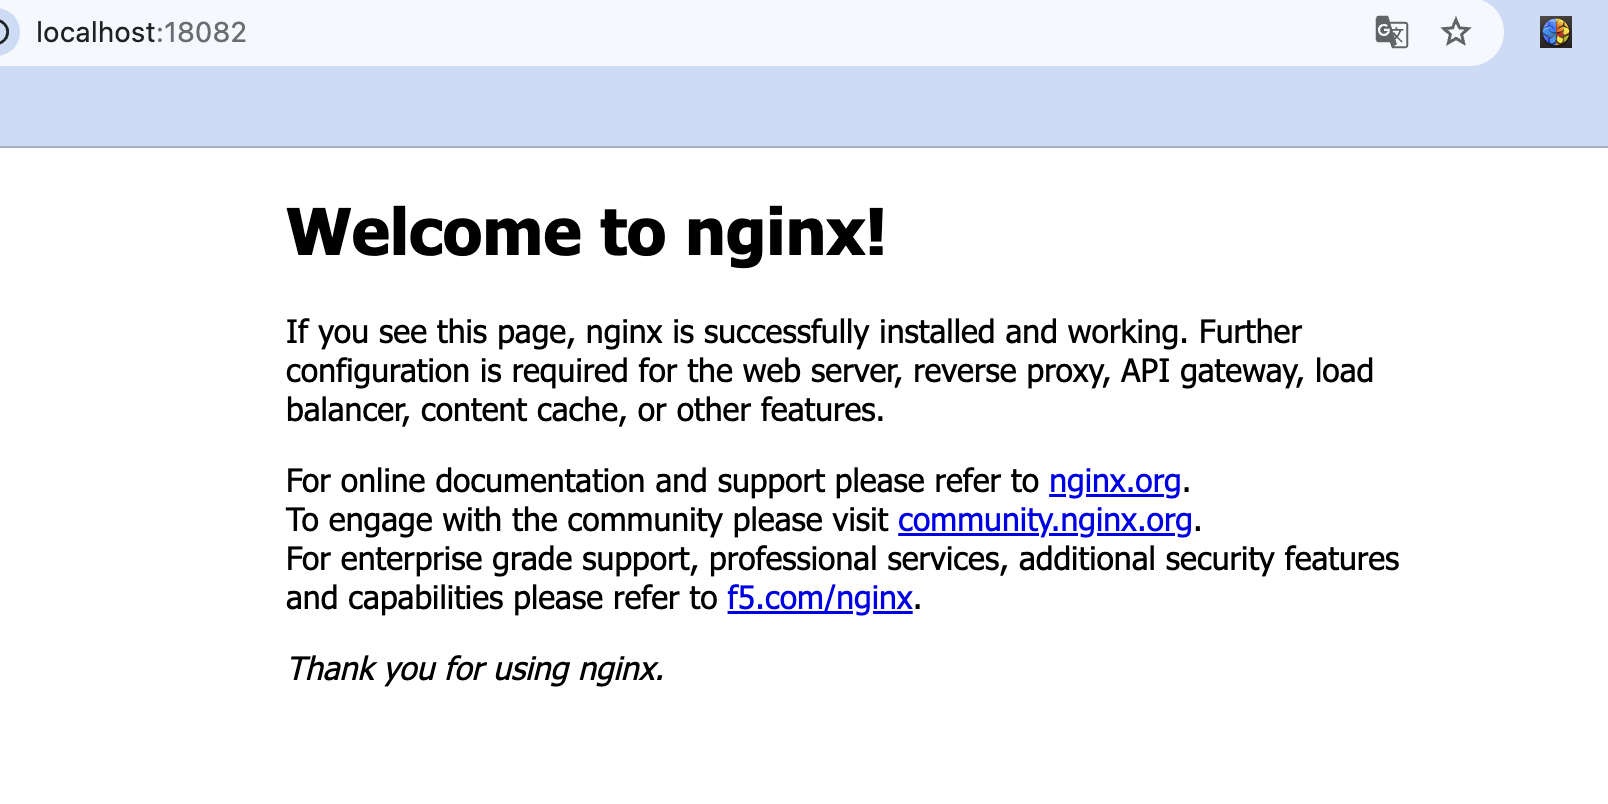 localhost:18082
Welcome to nginx!
If you see this page, nginx is successfully installed and working. Further
configuration is required for the web server, reverse proxy, API gateway, load
balancer, content cache, or other features.
For online documentation and support please refer to nginx.org.
To engage with the community please visit community.nginx.org.
For enterprise grade support, professional services, additional security features
and capabilities please refer to f5.com/nginx.
Thank you for using nginx.